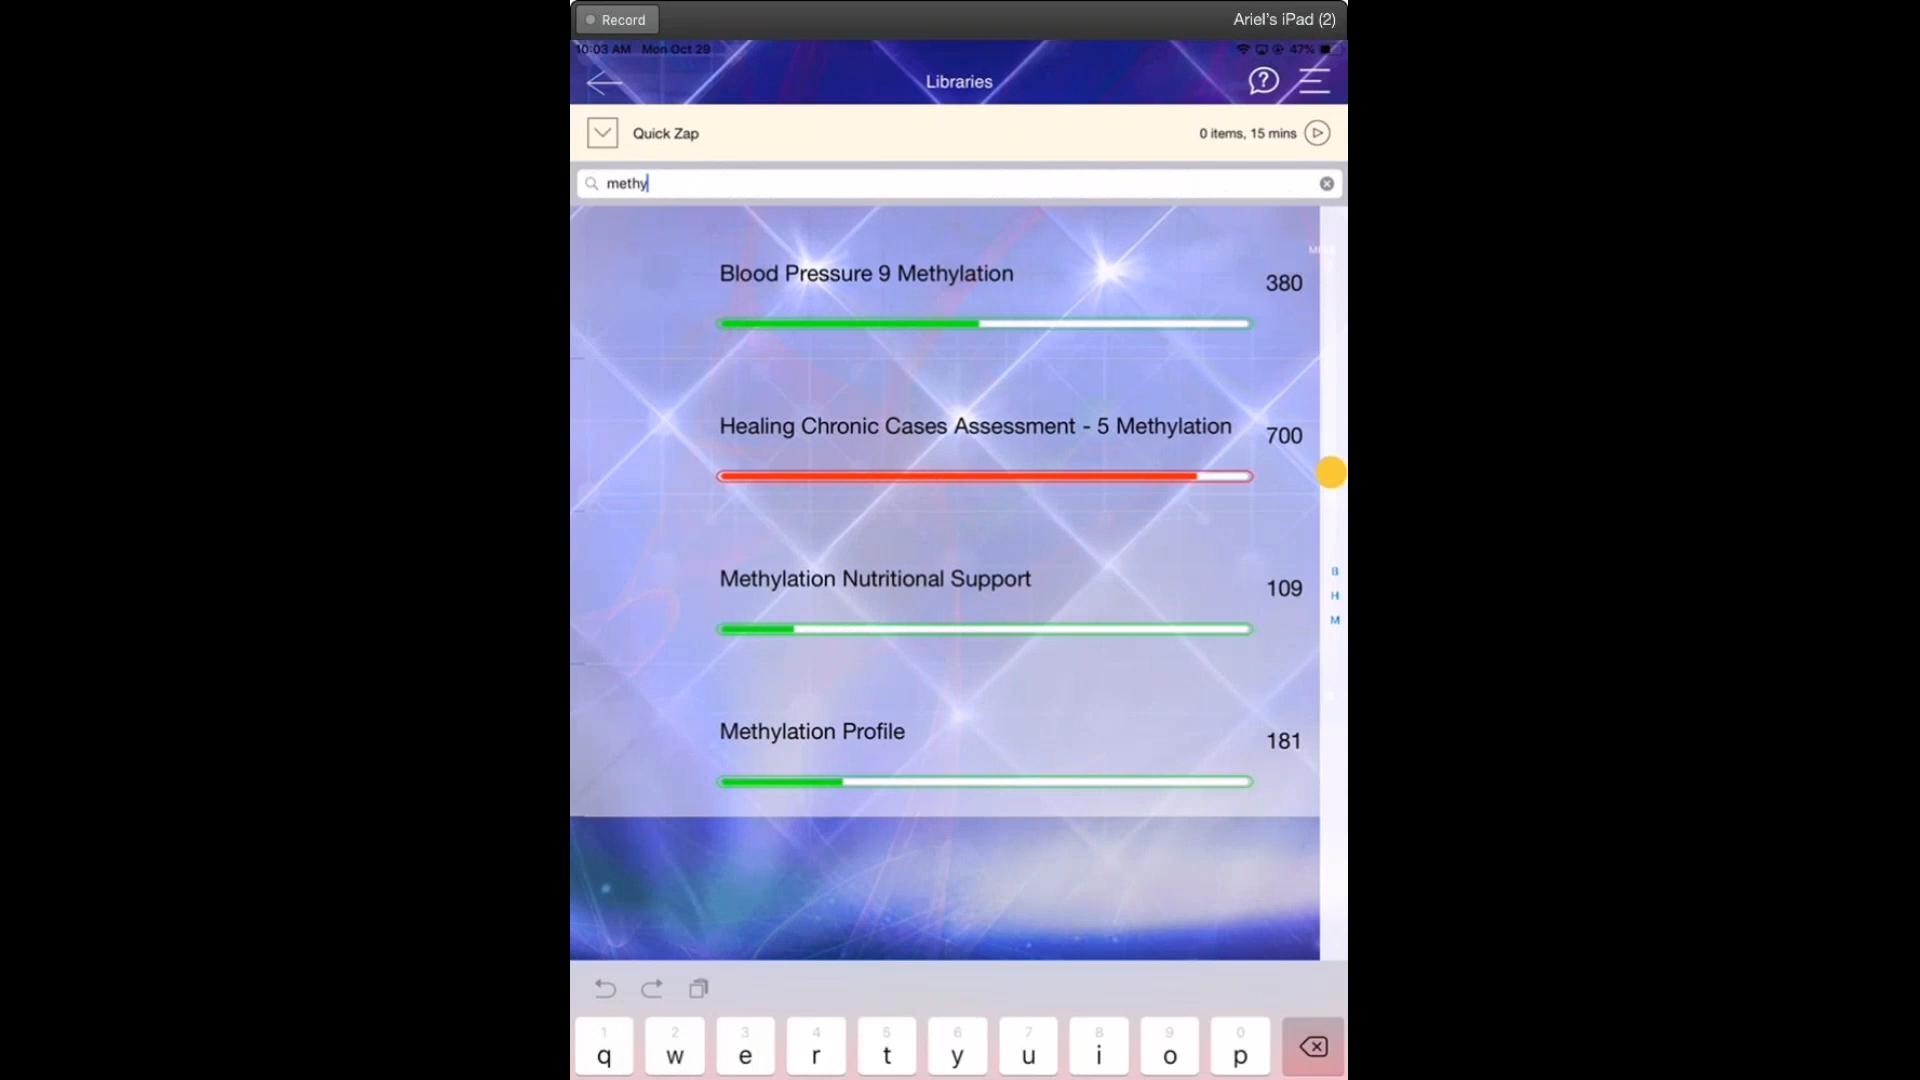 Record
Ariel's iPad (2)
10:03 AM Mon Oct 29
47%
Libraries
Quick Zap
0 items, 15 mins
methy
Blood Pressure 9 Methylation
380
Healing Chronic Cases Assessment - 5 Methylation
700
Methylation Nutritional Support
109
Methylation Profile
181
B
H
M
1 2 3 4 5 6 7 8 9 0
q w e r t y u i o p